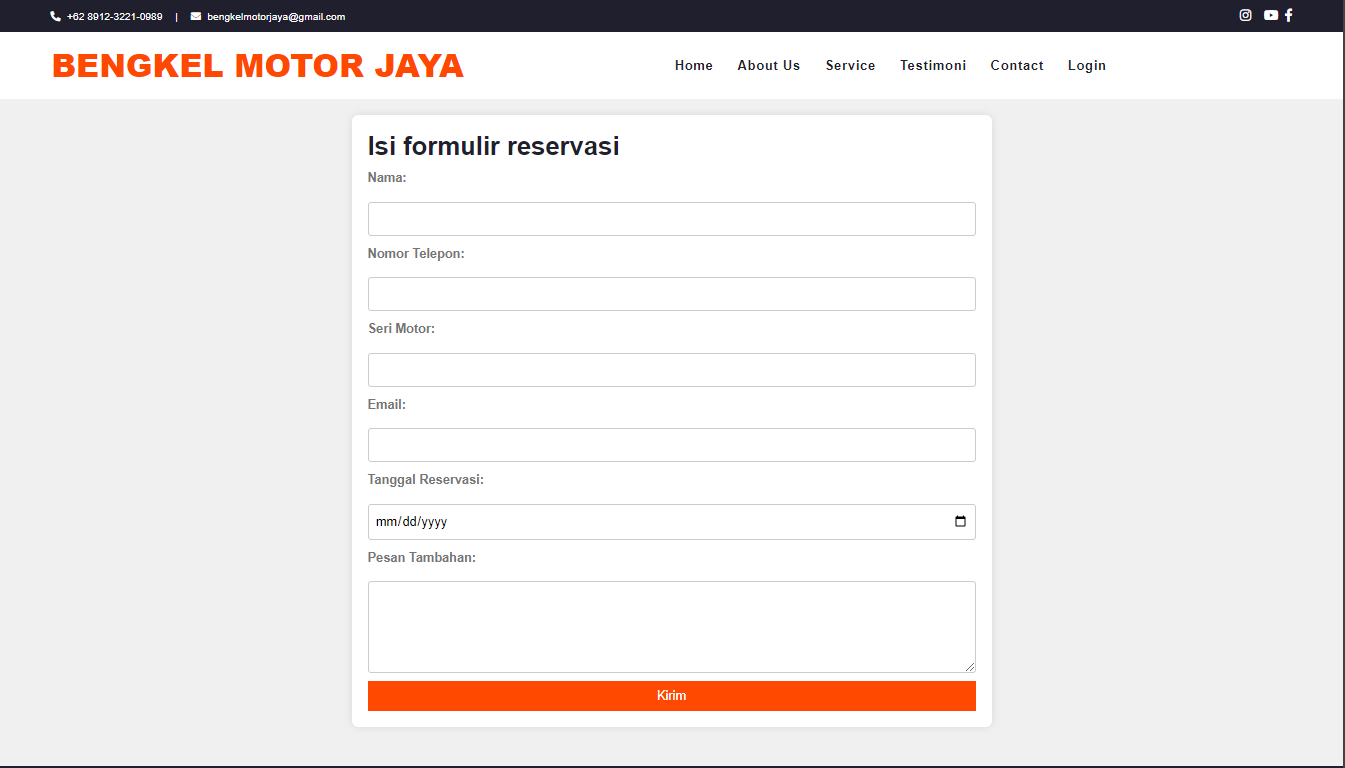 +62 8912-3221-0989 | bengkelmotorjaya@gmail.com
BENGKEL MOTOR JAYA
Home About Us Service Testimoni Contact Login
Isi formulir reservasi
Nama:
Nomor Telepon:
Seri Motor:
Email:
Tanggal Reservasi:
mm/dd/yyyy
Pesan Tambahan:
Kirim